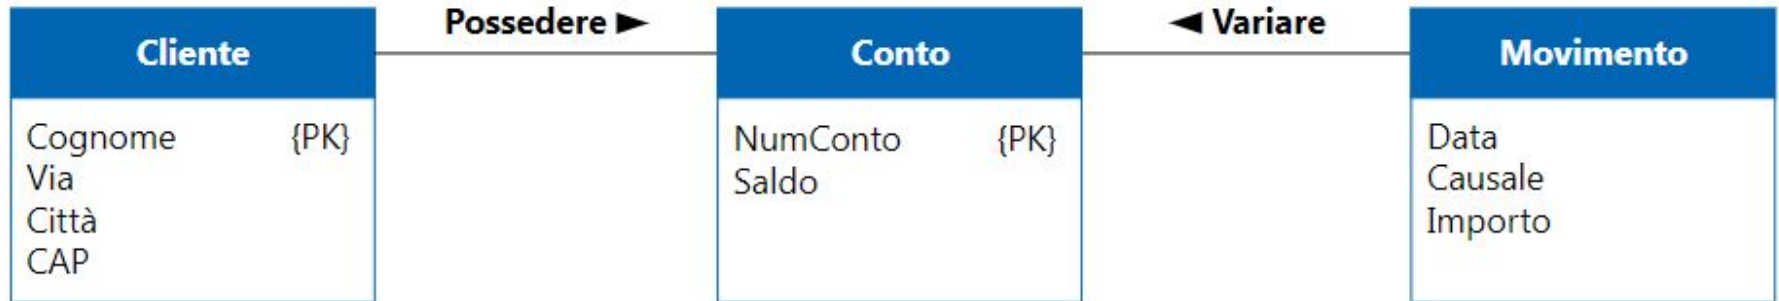 Possedere ►
◄ Variare
Cliente
Conto
Movimento
Cognome {PK}
Via
Città
CAP
NumConto {PK}
Saldo
Data
Causale
Importo